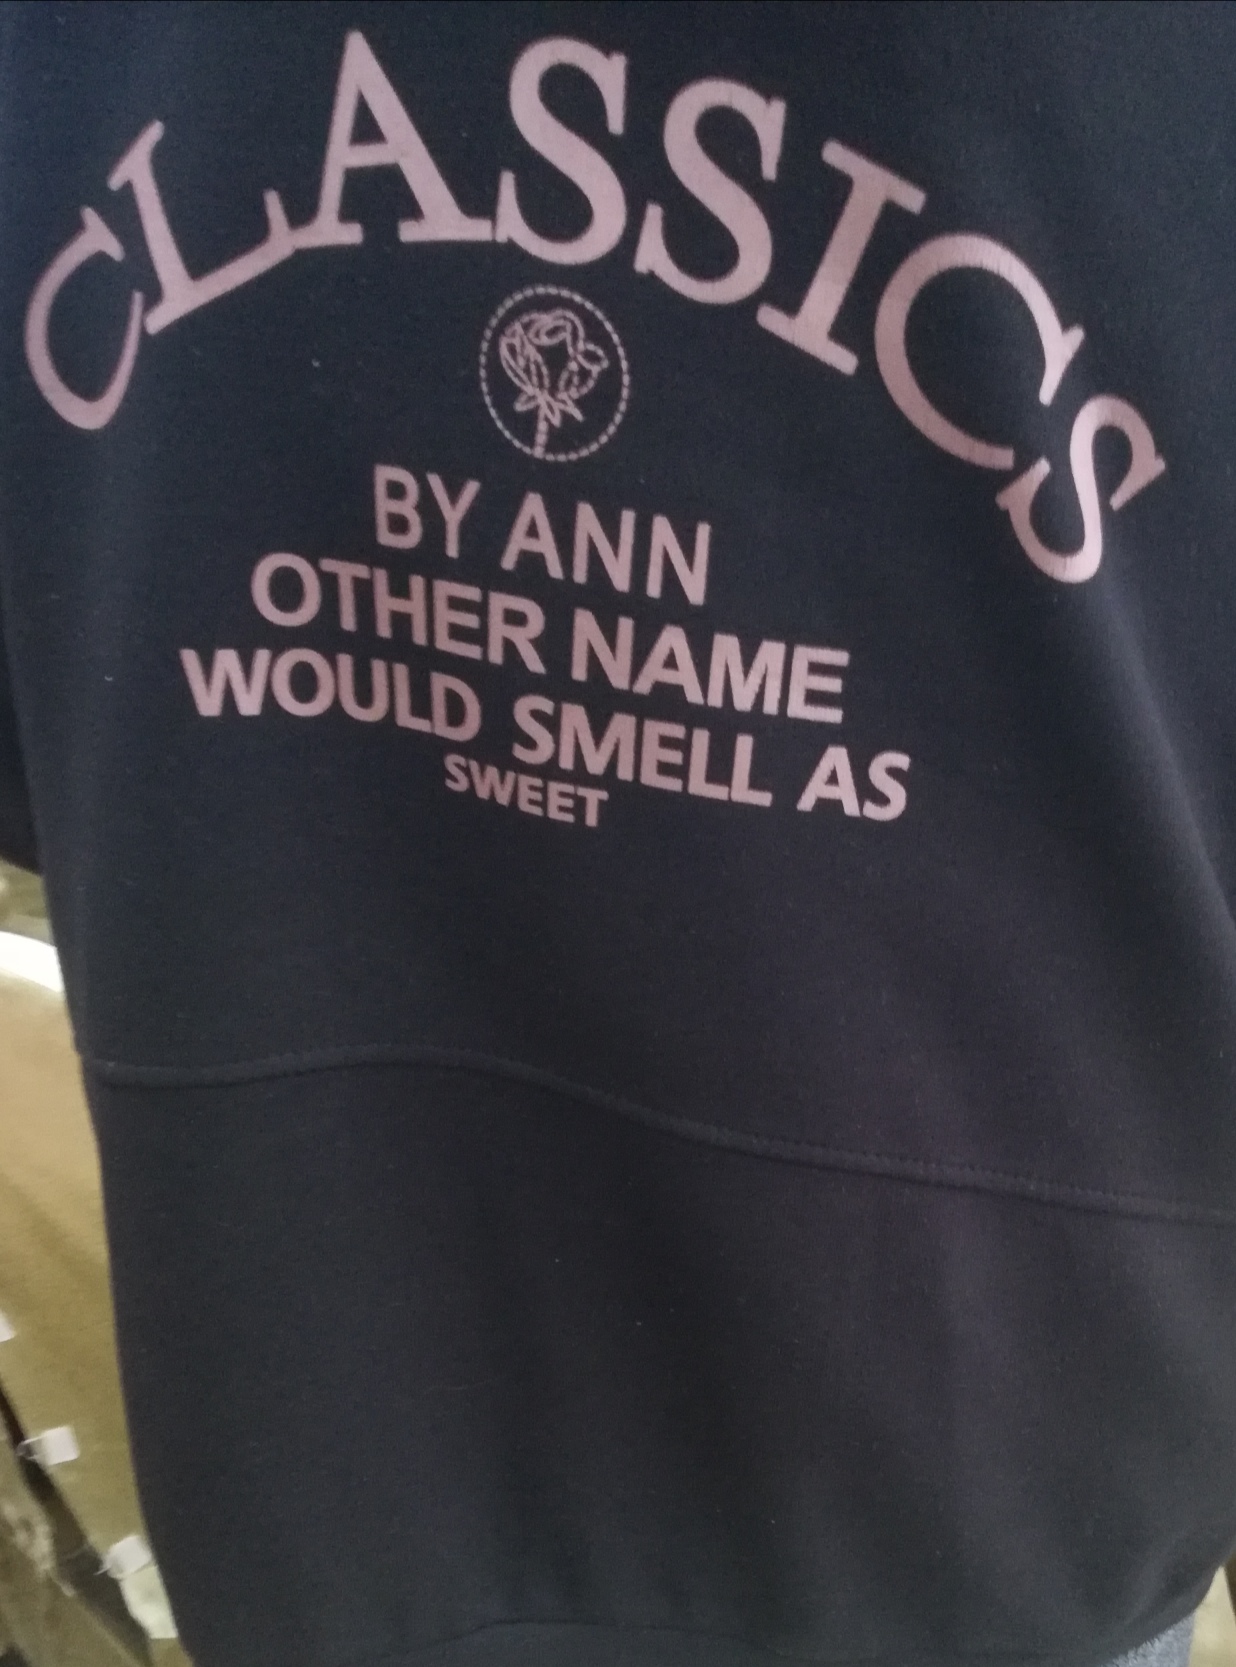 CLASSICS
BY ANN
OTHER NAME
WOULD SMELL AS
SWEET